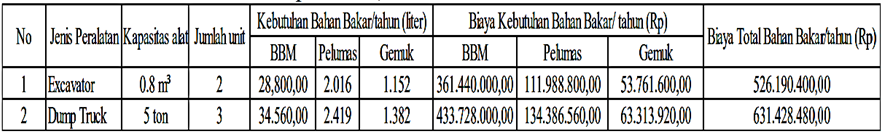 No Jenis Peralatan Kapasitas alat Jumlah unit Kebutuhan Bahan Bakar/tahun (liter) Biaya Kebutuhan Bahan Bakar/ tahun (Rp) Biaya Total Bahan Bakar/tahun (Rp)
BBM Pelumas Gemuk BBM Pelumas Gemuk
1 Excavator 0.8 m³ 2 28,800,00 2.016 1.152 361.440.000,00 111.988.800,00 53.761.600,00 526.190.400,00
2 Dump Truck 5 ton 3 34.560,00 2.419 1.382 433.728.000,00 134.386.560,00 63.313.920,00 631.428.480,00